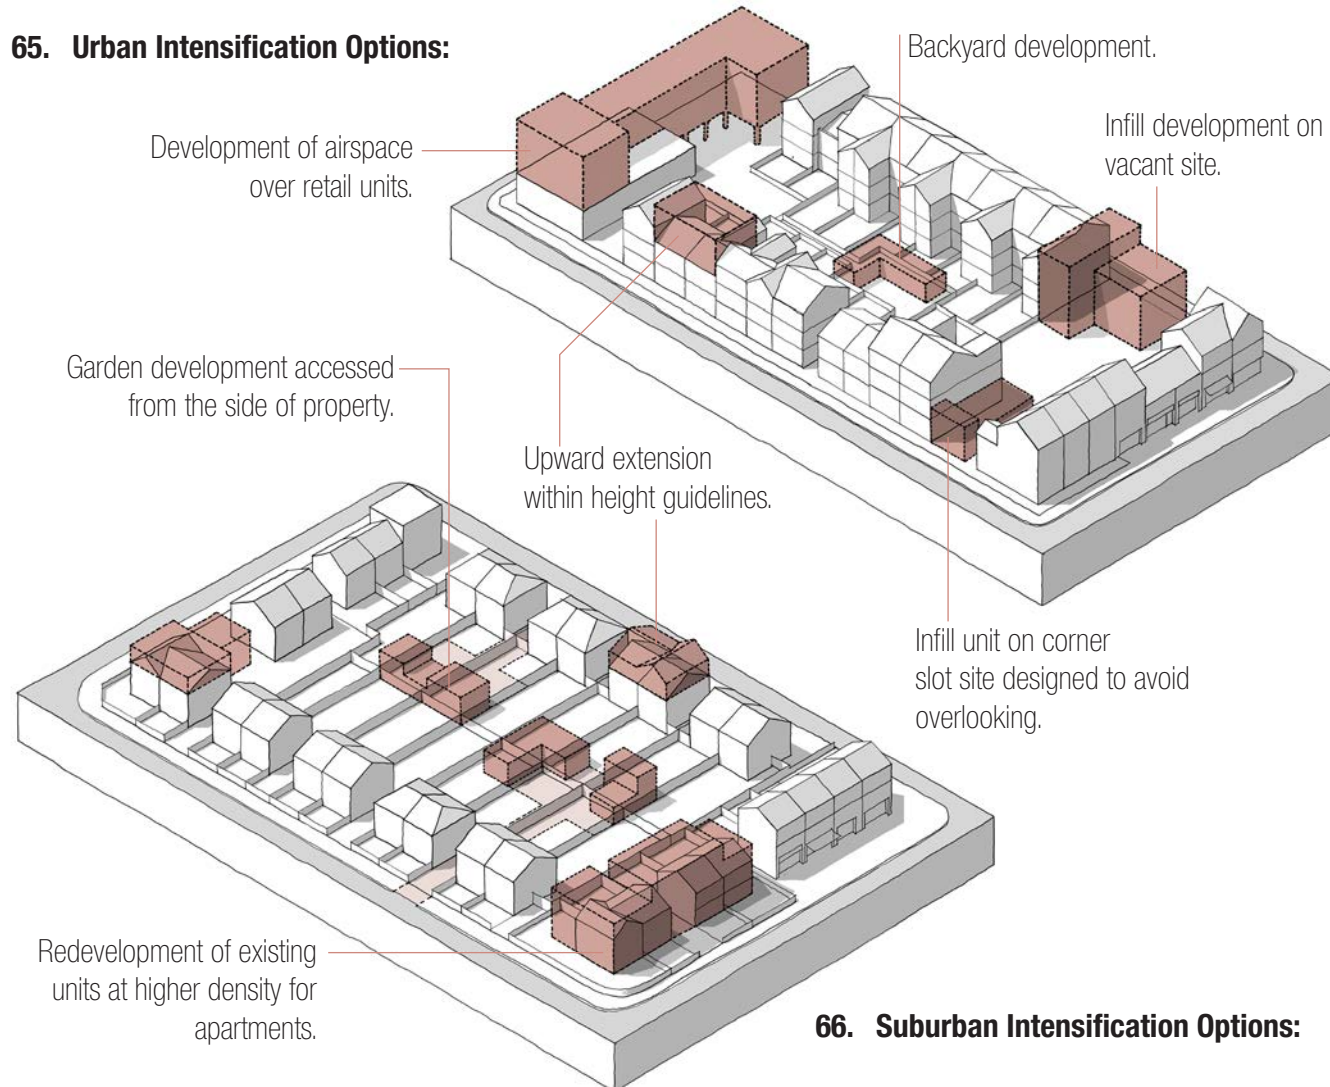 65. Urban Intensification Options:
Backyard development.
Development of airspace
over retail units.
Infill development on
vacant site.
Garden development accessed
from the side of property.
Upward extension
within height guidelines.
Infill unit on corner
slot site designed to avoid
overlooking.
Redevelopment of existing
units at higher density for
apartments.
66. Suburban Intensification Options: